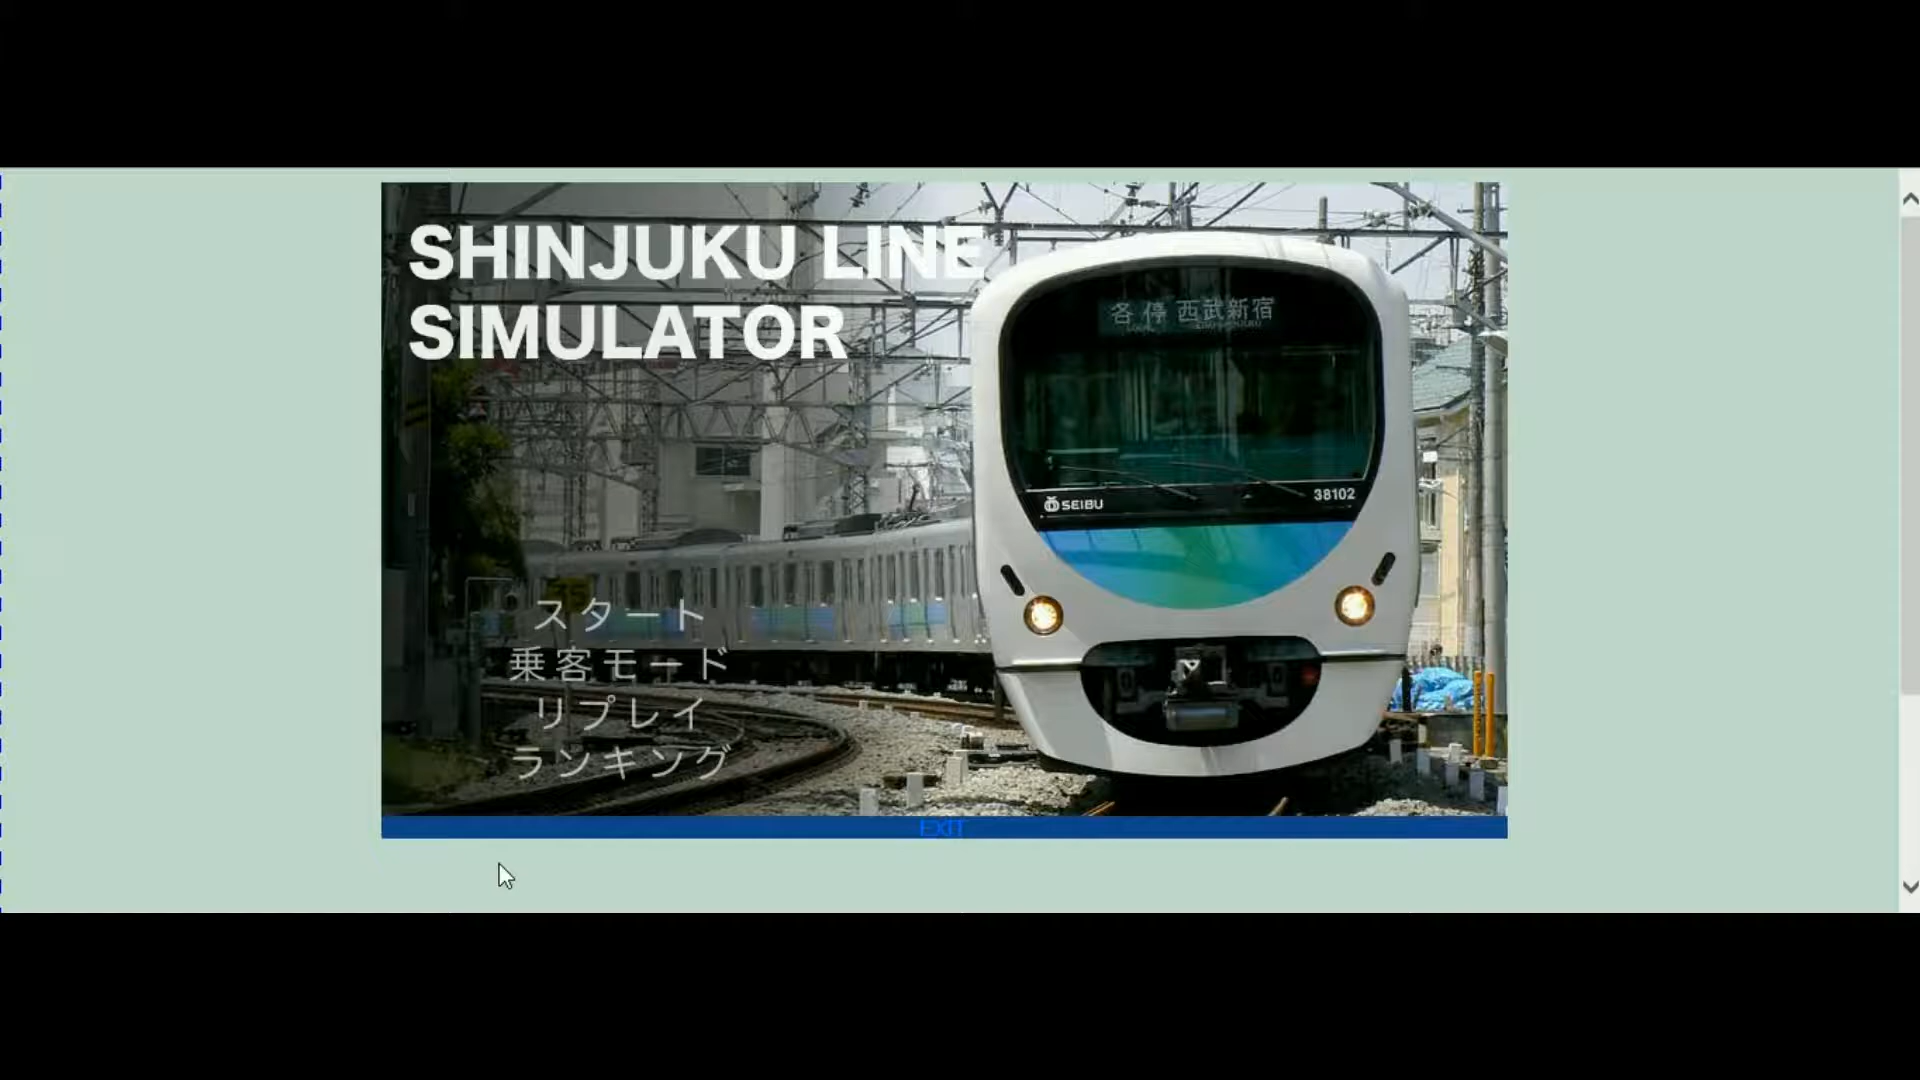 SHINJUKU LINE
SIMULATOR
各停 西武新宿
SEIBU
38102
スタート
乗客モード
リプレイ
ランキング
EXIT